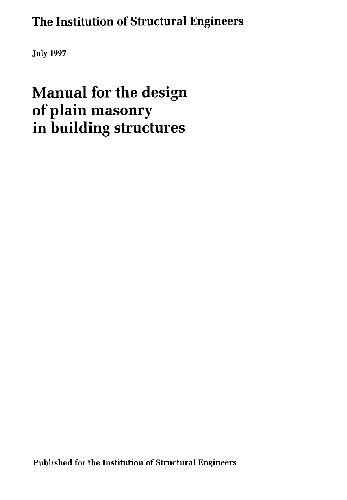 The Institution of Structural Engineers
July 1997
Manual for the design
of plain masonry
in building structures
Published for the Institution of Structural Engineers